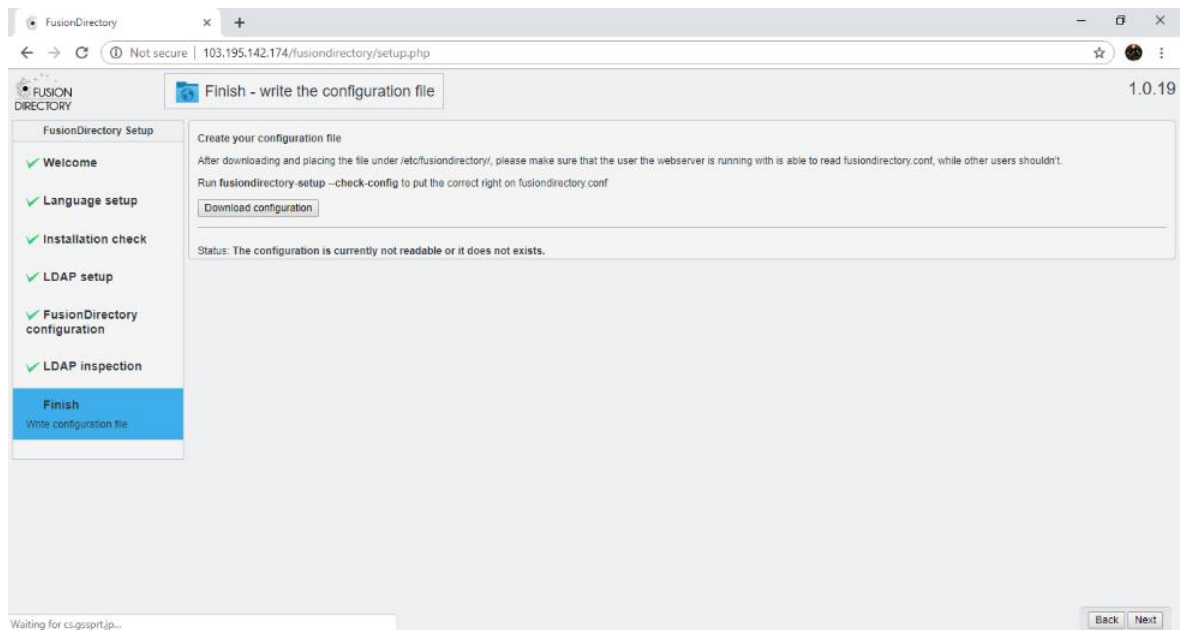 FusionDirectory
Not secure | 103.195.142.174/fusiondirectory/setup.php
FUSION
DIRECTORY
Finish - write the configuration file
1.0.19
FusionDirectory Setup
Welcome
Language setup
Installation check
LDAP setup
FusionDirectory
configuration
LDAP inspection
Finish
Write configuration file
Create your configuration file
After downloading and placing the file under /etc/fusiondirectory/, please make sure that the user the webserver is running with is able to read fusiondirectory.conf, while other users shouldn't.
Run fusiondirectory-setup --check-config to put the correct right on fusiondirectory.conf
Download configuration
Status: The configuration is currently not readable or it does not exists.
Waiting for cs.gssprt.jp...
Back Next